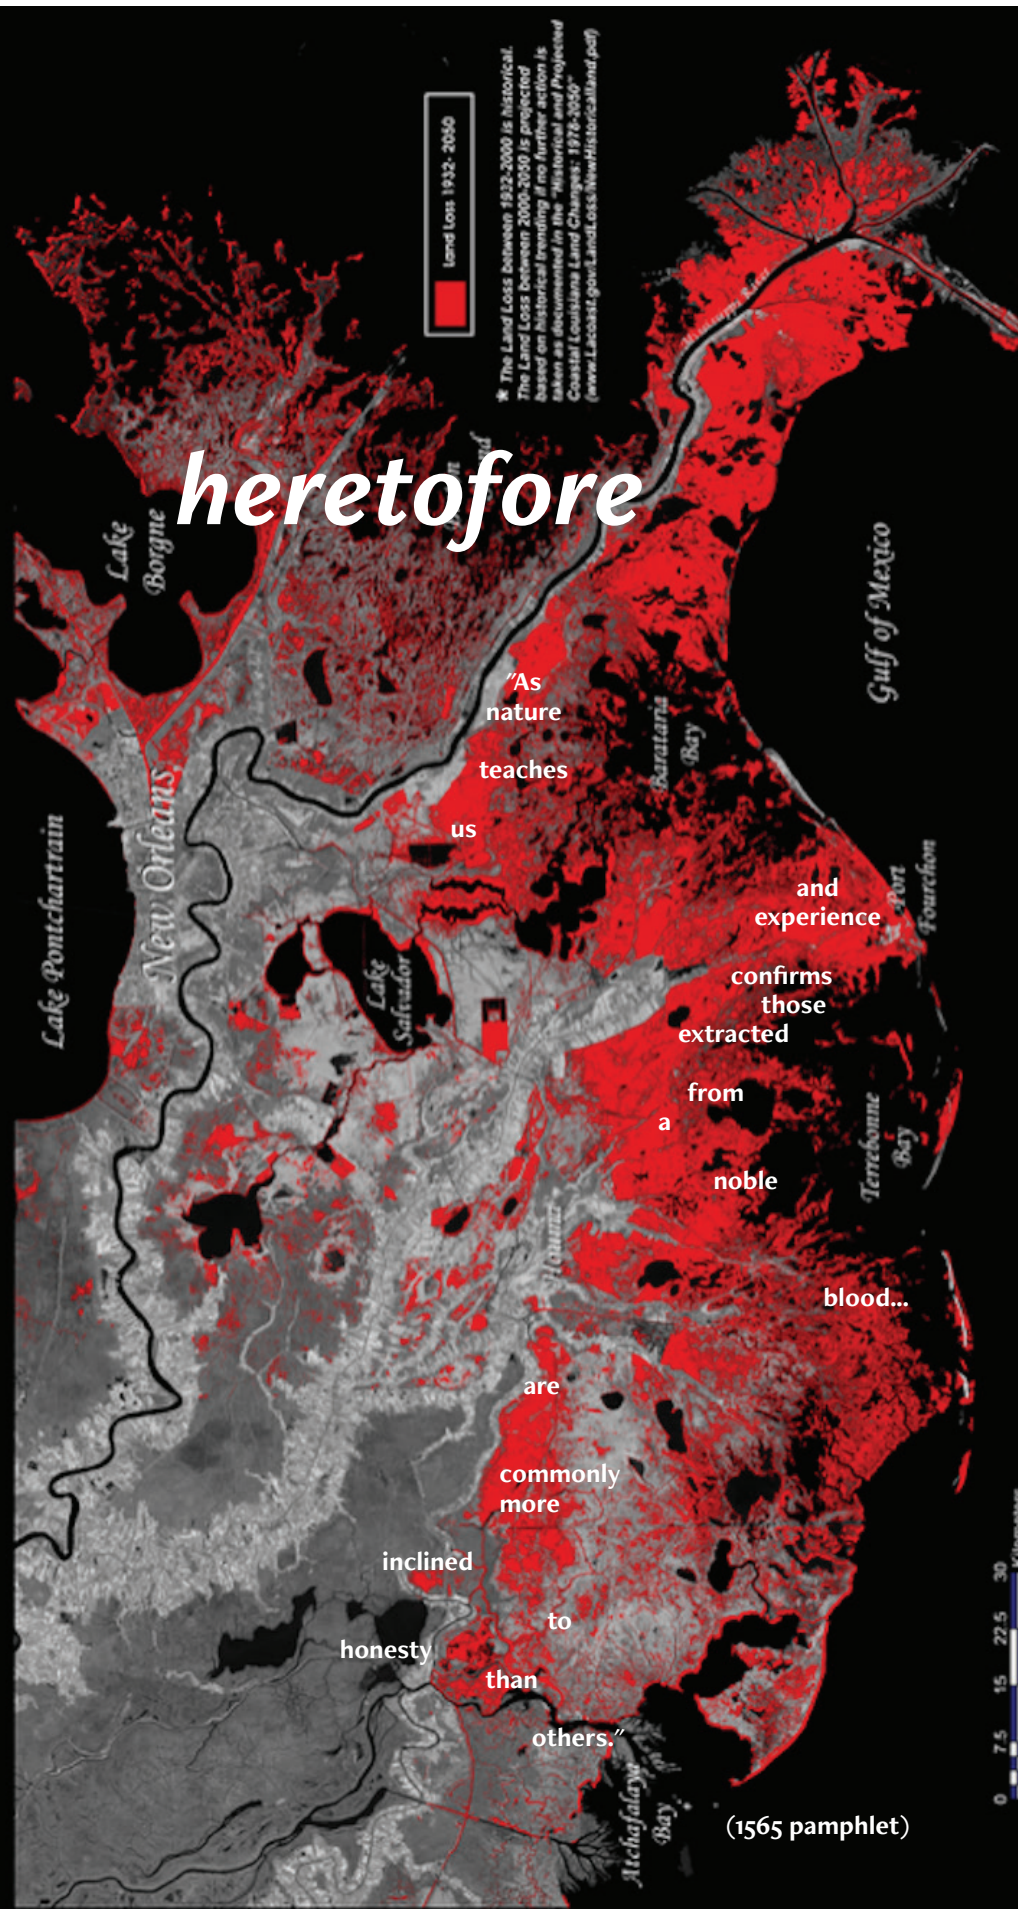 Land Loss 1932- 2050
* The Land Loss between 1932-2000 is historical.
The Land Loss between 2000-2050 is projected
based on historical trending if no further action is
taken as documented in the "Historical and Projected
Coastal Louisiana Land Changes: 1978-2050"
(www.Lacoast.gov/LandLoss/NewHistoricalland.pdf)
Mississippi River
heretofore
Lake
Borgne
Gulf of Mexico
"As
nature
Barataria
Bay
teaches
us
New Orleans
Lake Pontchartrain
and
experience
Port
Fourchon
Lake
Salvador
confirms
those
extracted
from
a
Terrebonne
Bay
noble
Houma
blood...
are
commonly
more
inclined
to
honesty
than
others."
Atchafalaya
Bay
(1565 pamphlet)
0 7.5 15 22.5 30
Kilometers